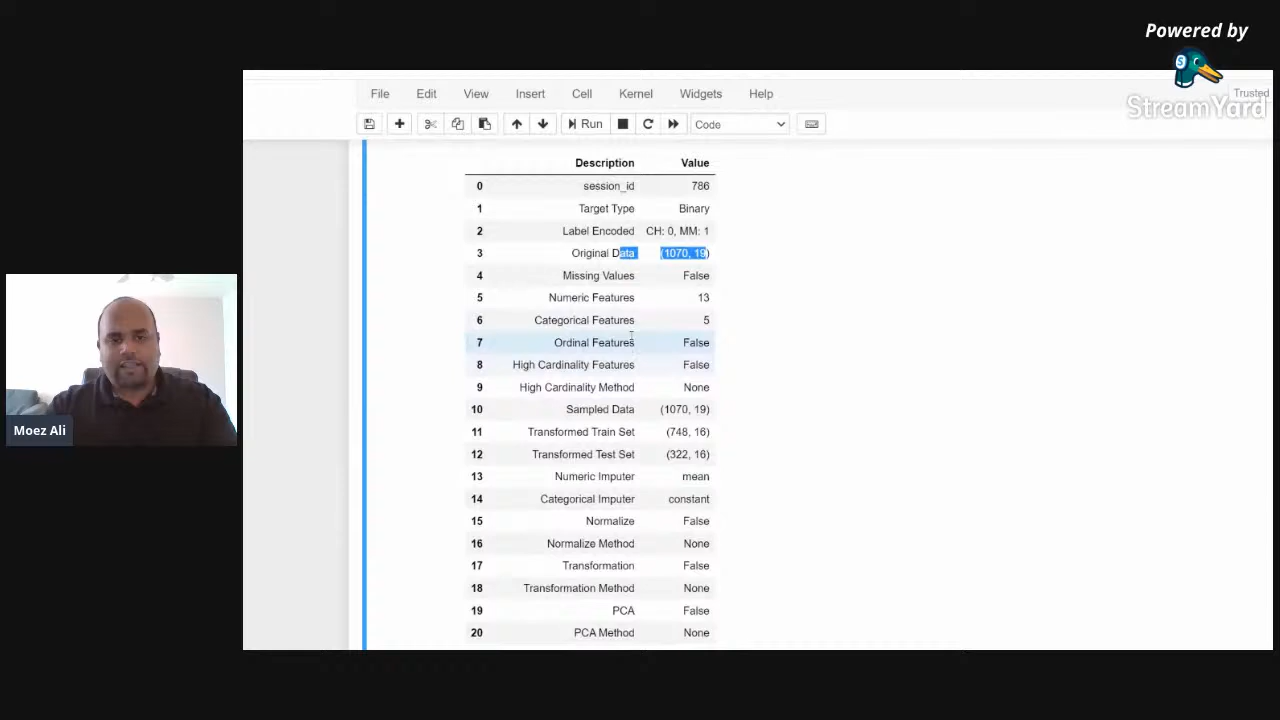 Powered by
StreamYard
File Edit View Insert Cell Kernel Widgets Help Trusted
Run Code
Description Value
0 session_id 786
1 Target Type Binary
2 Label Encoded CH: 0, MM: 1
3 Original Data (1070, 19)
4 Missing Values False
5 Numeric Features 13
6 Categorical Features 5
7 Ordinal Features False
8 High Cardinality Features False
9 High Cardinality Method None
10 Sampled Data (1070, 19)
11 Transformed Train Set (748, 16)
12 Transformed Test Set (322, 16)
13 Numeric Imputer mean
14 Categorical Imputer constant
15 Normalize False
16 Normalize Method None
17 Transformation False
18 Transformation Method None
19 PCA False
20 PCA Method None
Moez Ali